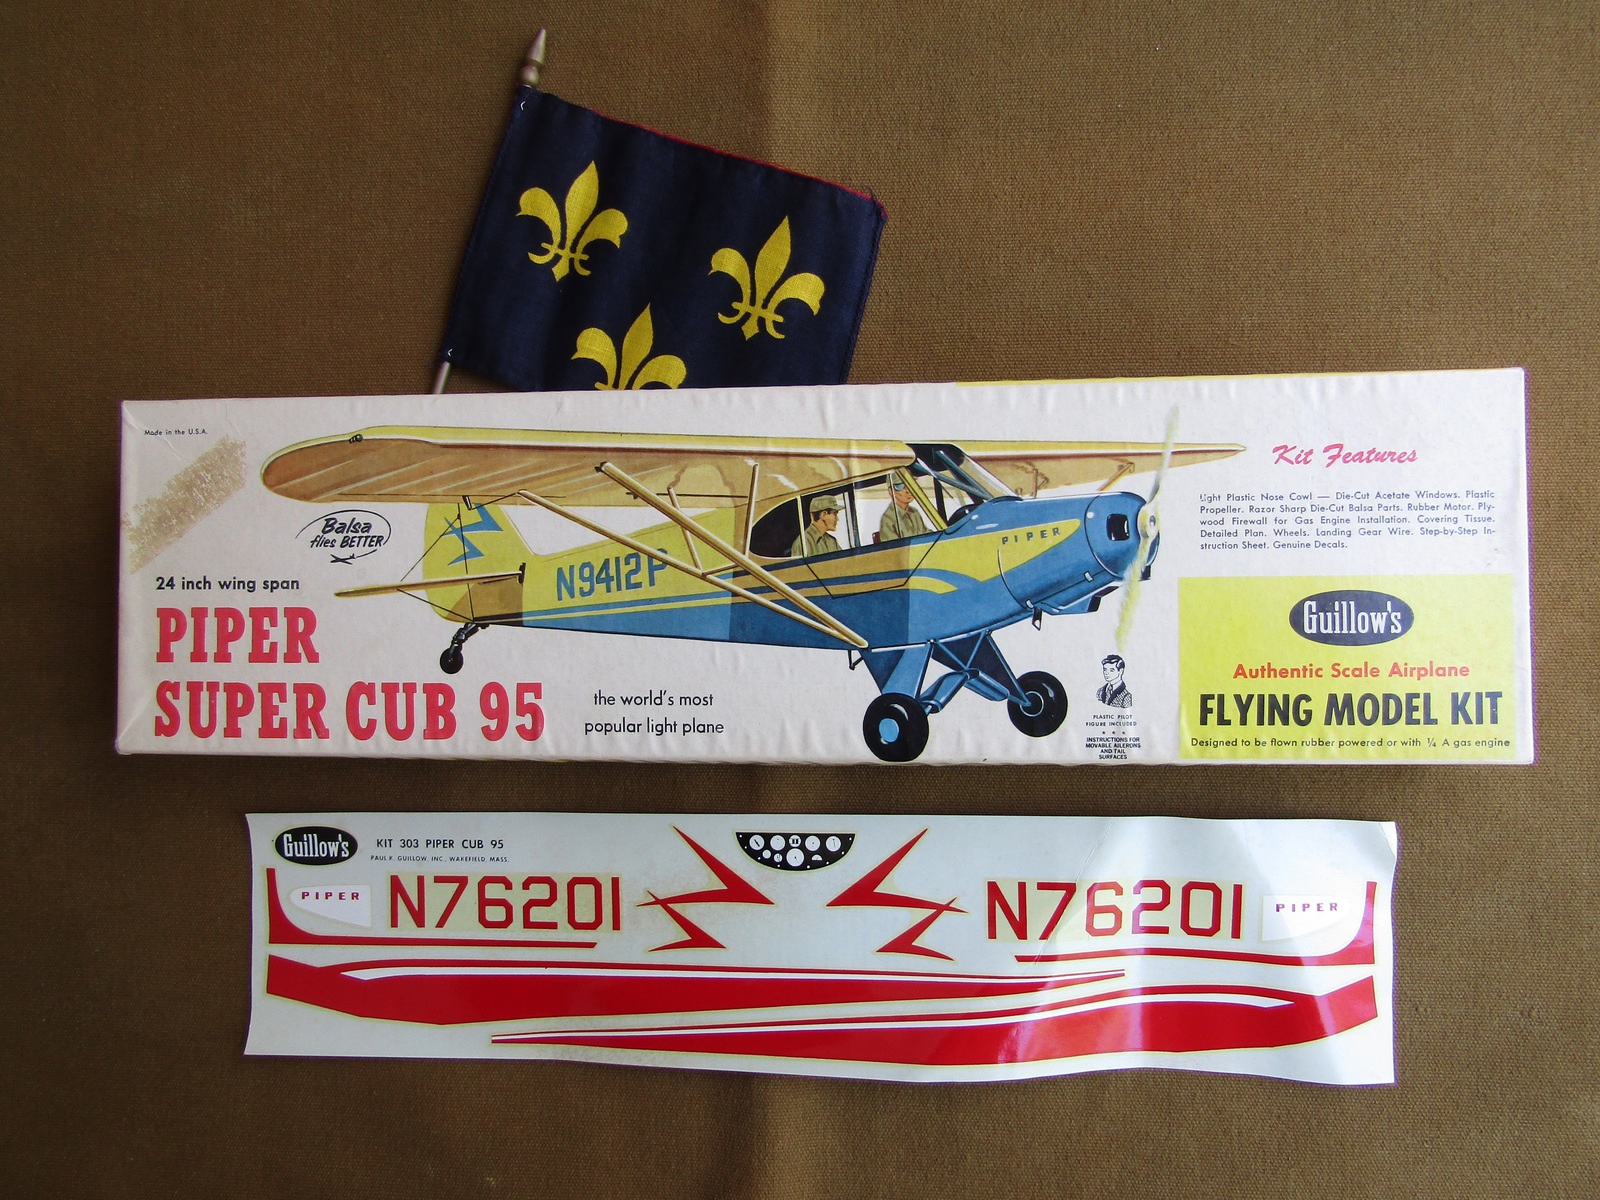 Made in the U.S.A.
Balsa
flies BETTER!
24 inch wing span
PIPER
SUPER CUB 95
the world's most
popular light plane
N9412P
PIPER
PLASTIC PILOT
FIGURE INCLUDED
INSTRUCTIONS FOR
MOVABLE AILERONS
AND TAIL
SURFACES
Kit Features
Light Plastic Nose Cowl — Die-Cut Acetate Windows. Plastic
Propeller. Razor Sharp Die-Cut Balsa Parts. Rubber Motor. Ply-
wood Firewall for Gas Engine Installation. Covering Tissue.
Detailed Plan. Wheels. Landing Gear Wire. Step-by-Step In-
struction Sheet. Genuine Decals.
Guillow's
Authentic Scale Airplane
FLYING MODEL KIT
Designed to be flown rubber powered or with ¼ A gas engine
Guillow's
KIT 303 PIPER CUB 95
PAUL K. GUILLOW, INC., WAKEFIELD, MASS.
PIPER
N76201
N76201
PIPER